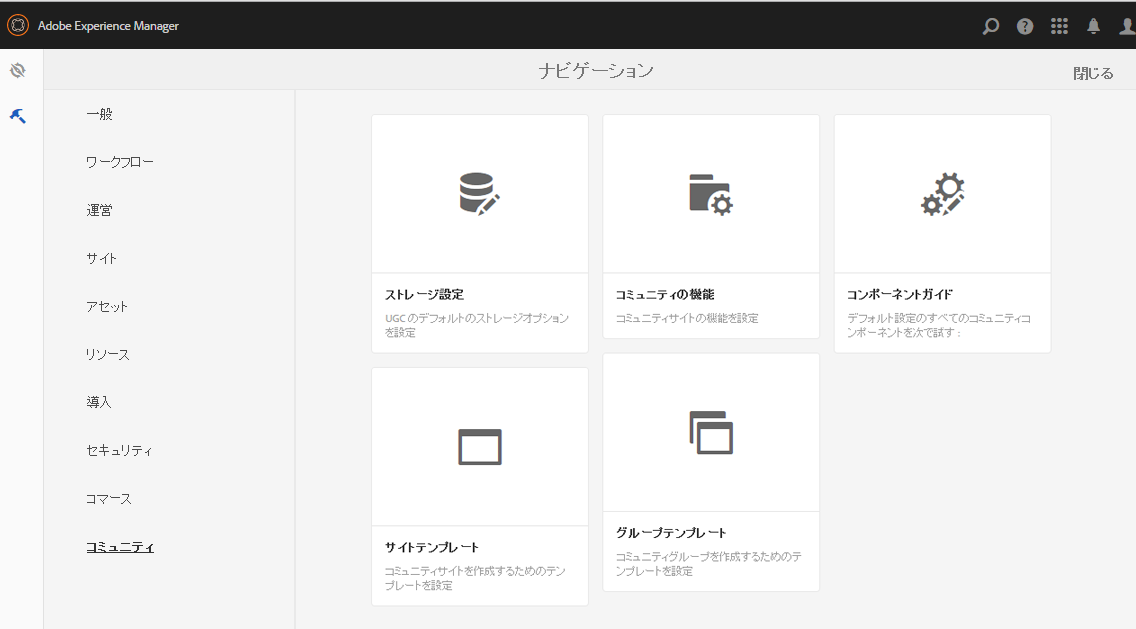 Adobe Experience Manager
ナビゲーション
閉じる
一般
ワークフロー
運営
サイト
アセット
リソース
導入
セキュリティ
コマース
コミュニティ
ストレージ設定
UGC のデフォルトのストレージオプション
を設定
コミュニティの機能
コミュニティサイトの機能を設定
コンポーネントガイド
デフォルト設定のすべてのコミュニティコ
ンポーネントを次で試す :
サイトテンプレート
コミュニティサイトを作成するためのテン
プレートを設定
グループテンプレート
コミュニティグループを作成するためのテ
ンプレートを設定